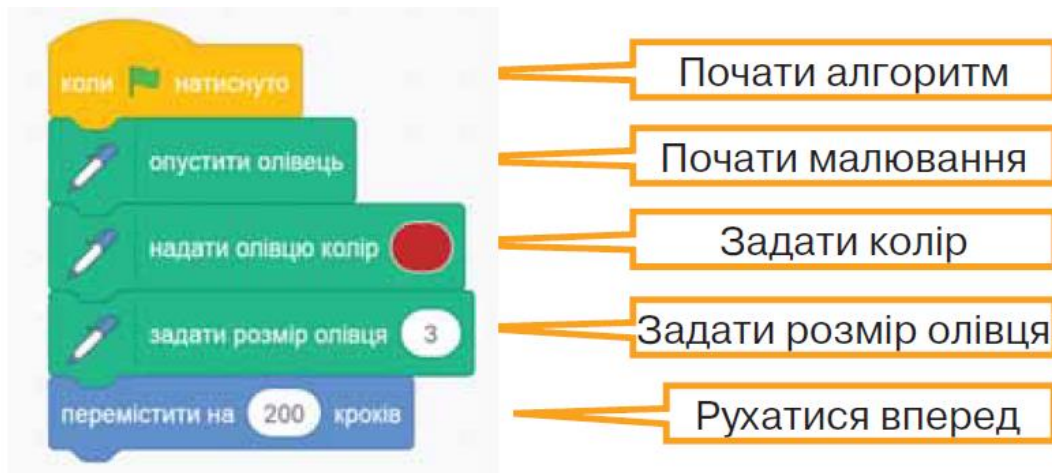 коли натиснуто
Почати алгоритм
опустити олівець
Почати малювання
надати олівцю колір
Задати колір
задати розмір олівця 3
Задати розмір олівця
перемістити на 200 кроків
Рухатися вперед